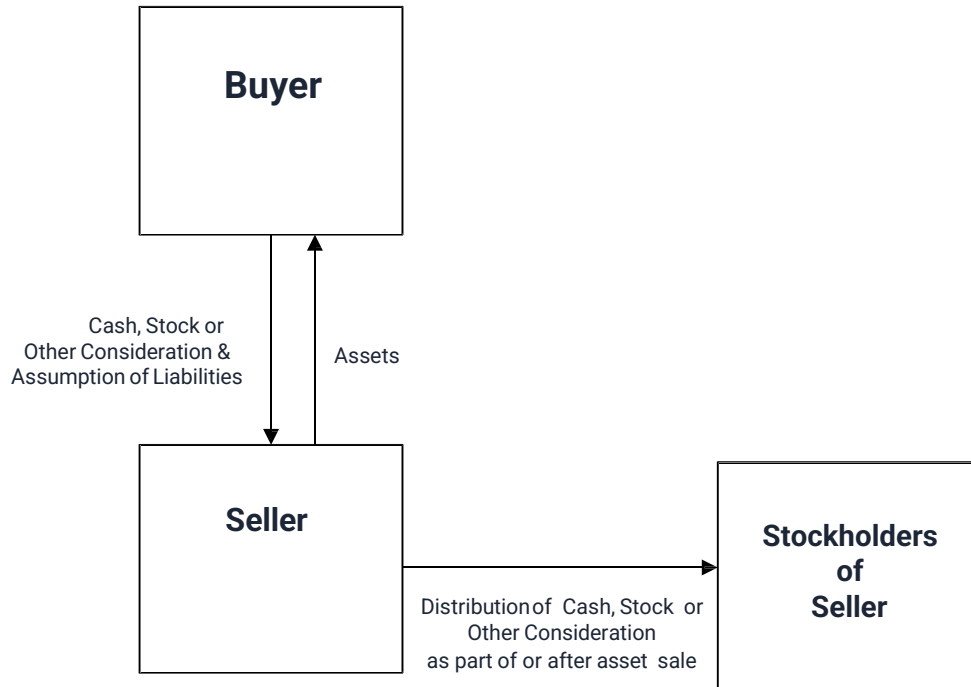 Buyer
Cash, Stock or
Other Consideration &
Assumption of Liabilities
Assets
Seller
Distribution of Cash, Stock or
Other Consideration
as part of or after asset sale
Stockholders
of
Seller